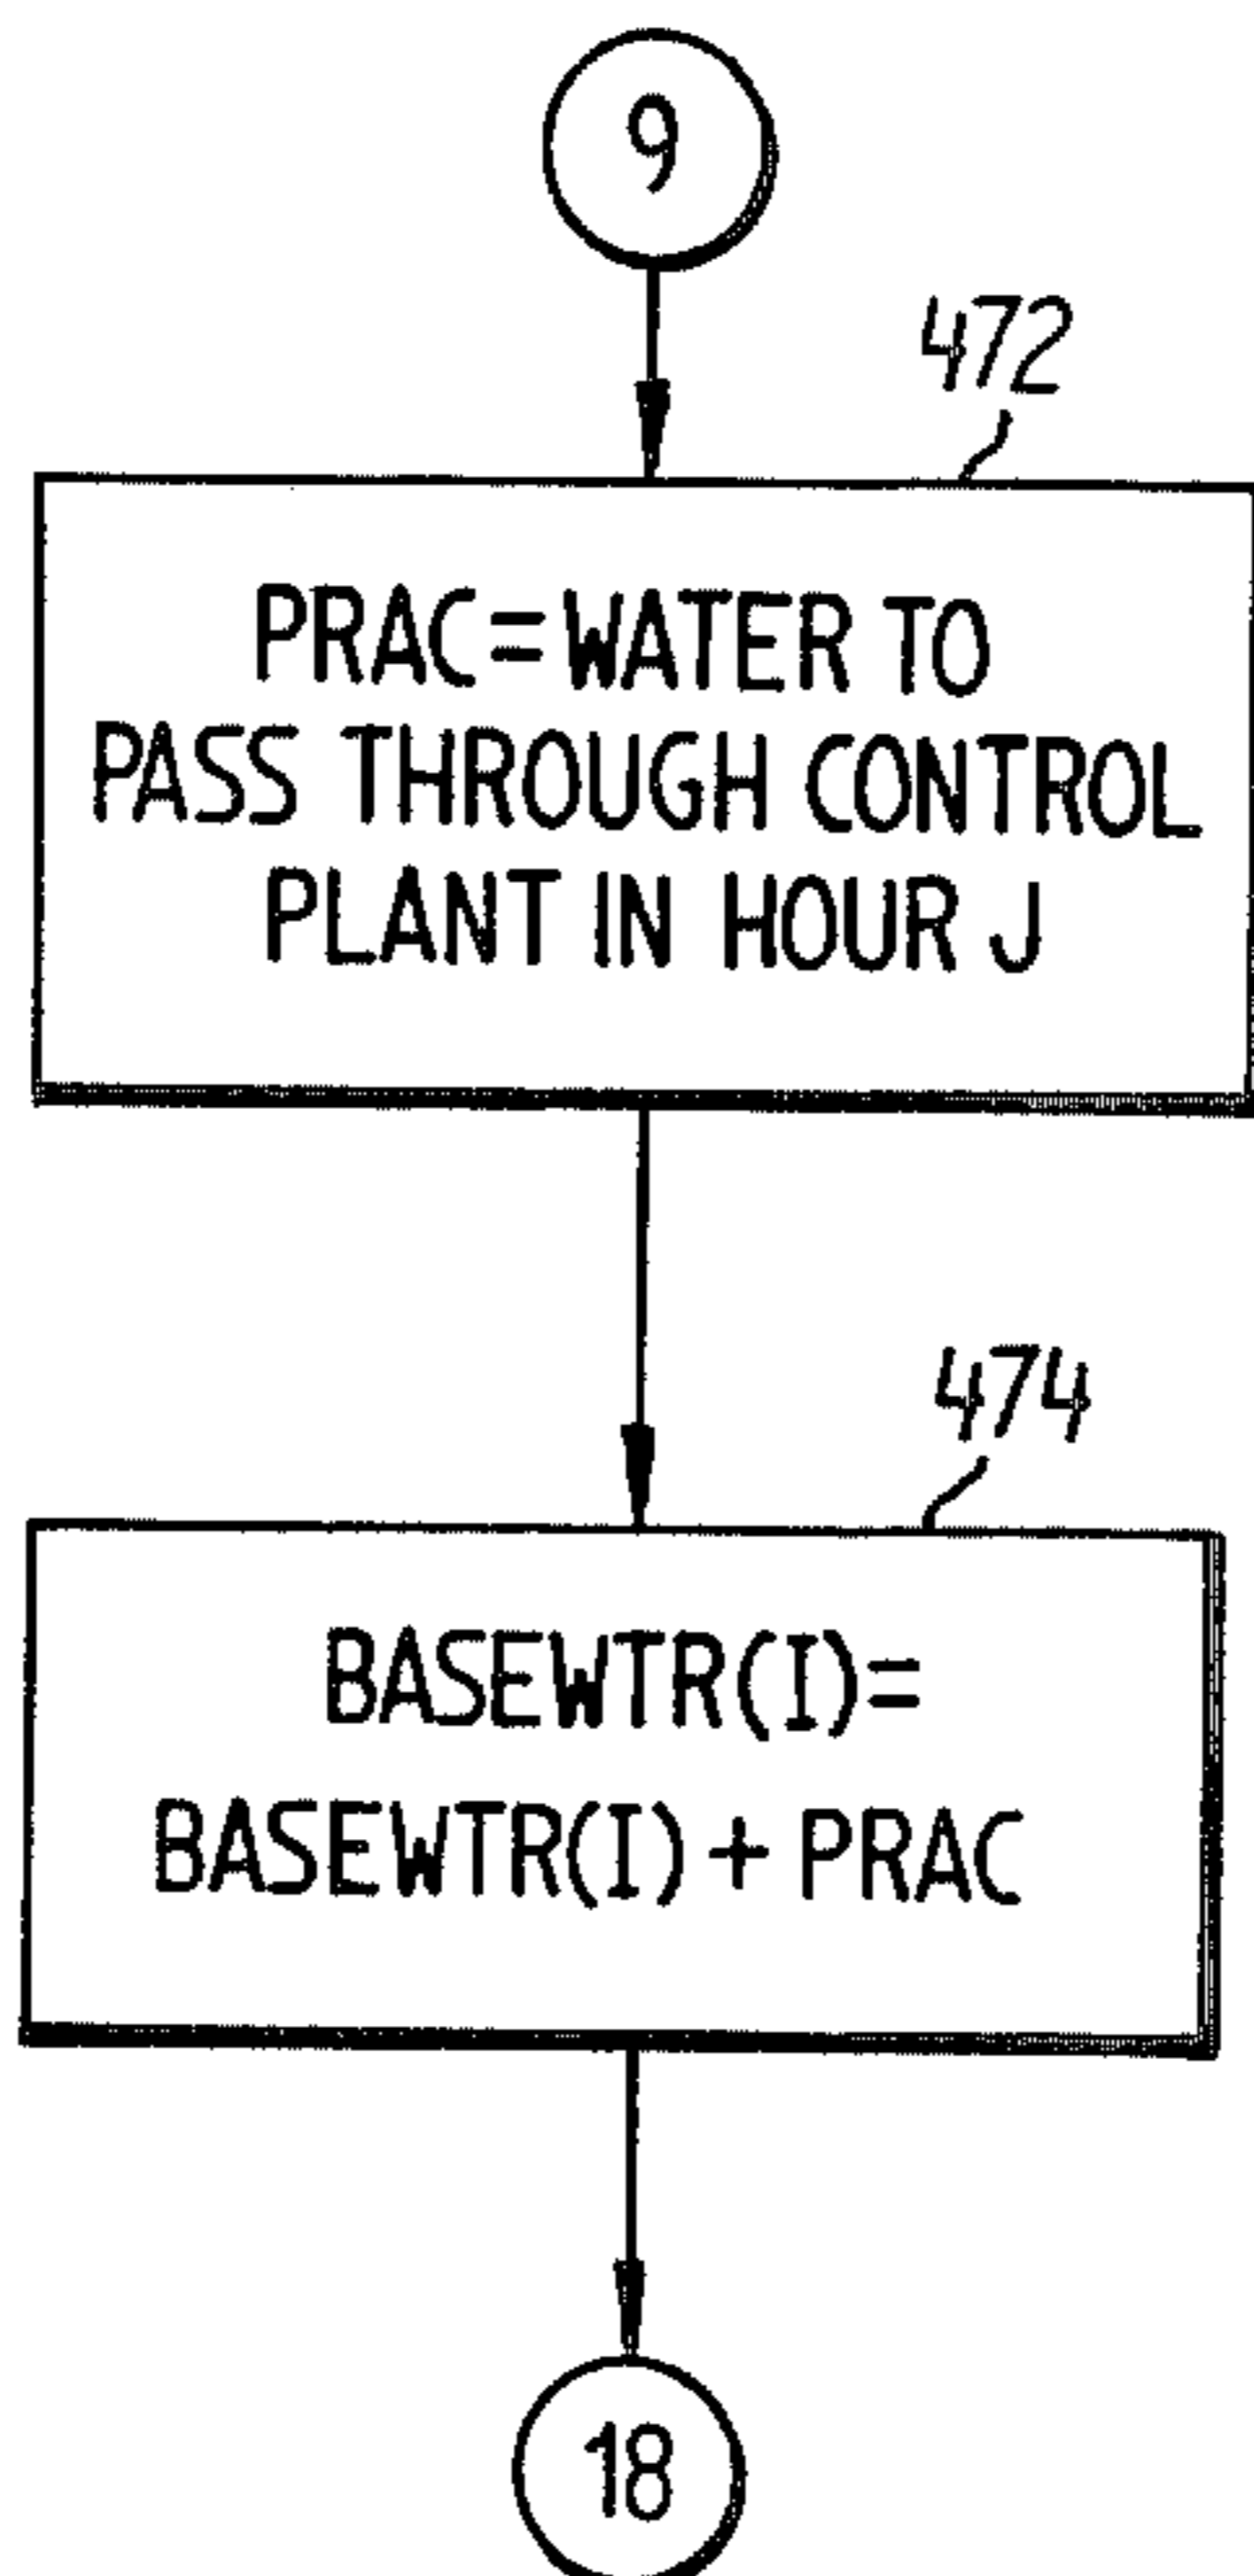 9
472
PRAC=WATER TO
PASS THROUGH CONTROL
PLANT IN HOUR J
474
BASEWTR(I)=
BASEWTR(I)+PRAC
18